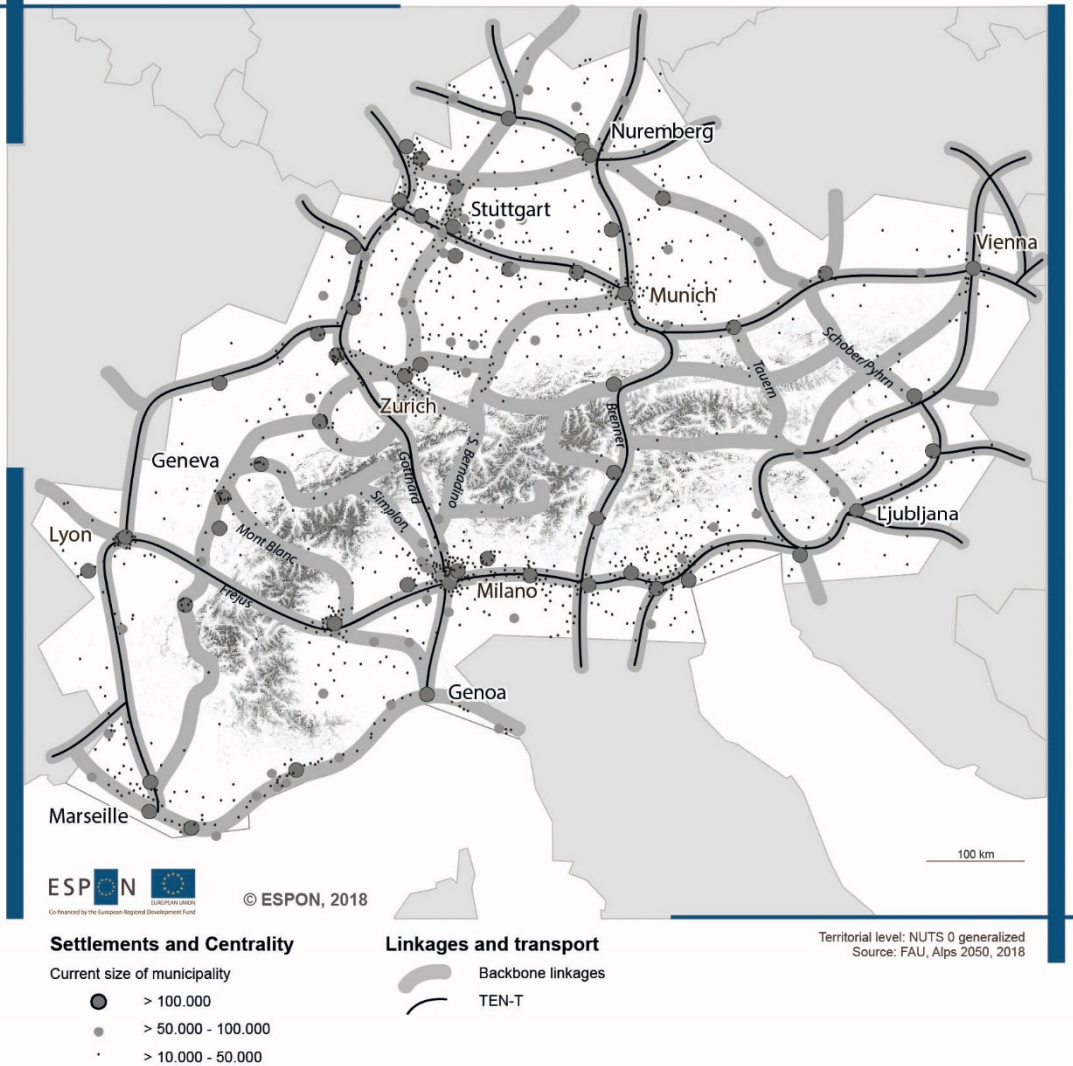 Nuremberg
Stuttgart
Vienna
Munich
Schober/Pyhrn
Tauern
Zurich
Brenner
S. Bernadino
Geneva
Gotthard
Simplon
Ljubljana
Lyon
Mont Blanc
Milano
Fréjus
Genoa
Marseille
100 km
ESPON
EUROPEAN UNION
Co-financed by the European Regional Development Fund
© ESPON, 2018
Territorial level: NUTS 0 generalized
Source: FAU, Alps 2050, 2018
Settlements and Centrality
Current size of municipality
> 100.000
> 50.000 - 100.000
> 10.000 - 50.000
Linkages and transport
Backbone linkages
TEN-T